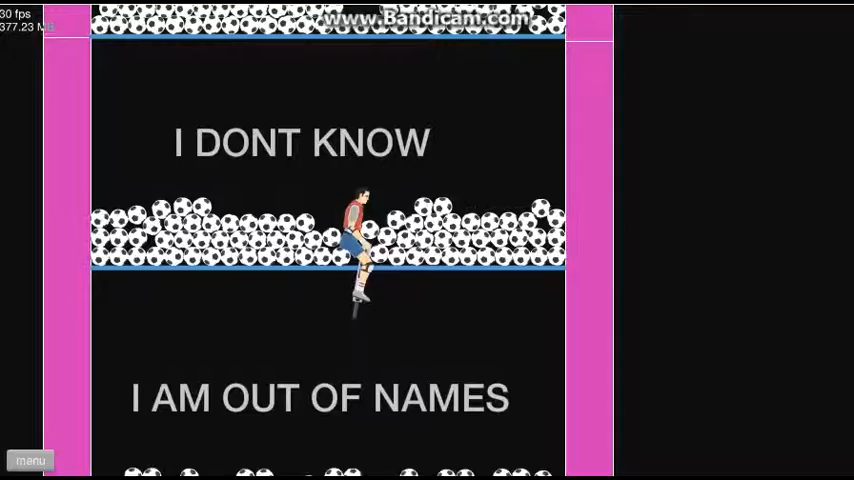 30 fps
www.Bandicam.com
377.23 MB
I DONT KNOW
I AM OUT OF NAMES
menu